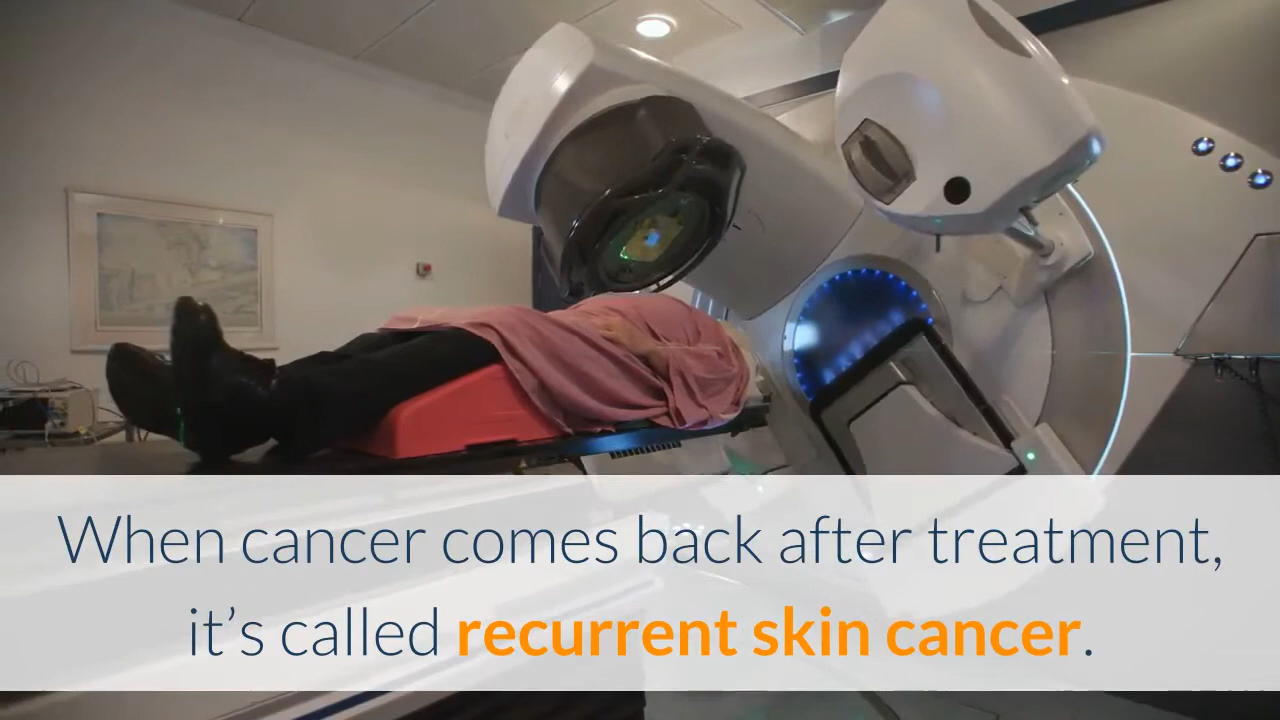 When cancer comes back after treatment,
it’s called recurrent skin cancer.